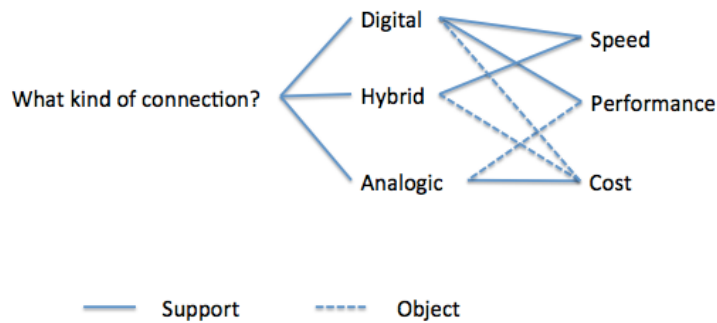 Digital
Speed
What kind of connection?
Hybrid
Performance
Analogic
Cost
Support
Object